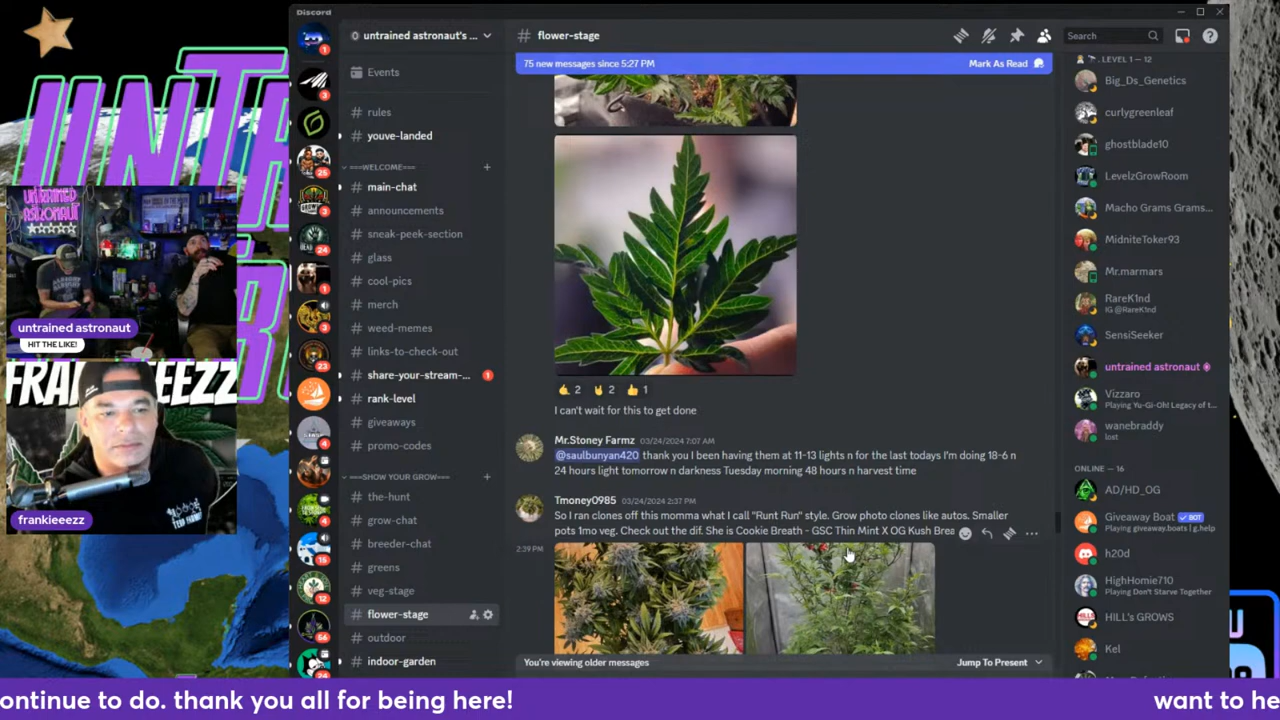 Discord
untrained astronaut's ...
# flower-stage
Search
75 new messages since 5:27 PM
Mark As Read
Events
# rules
# youve-landed
===WELCOME===
# main-chat
# announcements
# sneak-peek-section
# glass
# cool-pics
# merch
# weed-memes
# links-to-check-out
# share-your-stream-...
1
# rank-level
# giveaways
# promo-codes
===SHOW YOUR GROW===
# the-hunt
# grow-chat
# breeder-chat
# greens
# veg-stage
# flower-stage
# outdoor
# indoor-garden
2
2
1
I can't wait for this to get done
Mr.Stoney Farmz 03/24/2024 7:07 AM
@saulbunyan420 thank you I been having them at 11-13 lights n for the last todays I'm doing 18-6 n
24 hours light tomorrow n darkness Tuesday morning 48 hours n harvest time
Tmoney0985 03/24/2024 2:37 PM
So I ran clones off this momma what I call "Runt Run" style. Grow photo clones like autos. Smaller
pots 1mo veg. Check out the dif. She is Cookie Breath - GSC Thin Mint X OG Kush Brea
2:39 PM
You're viewing older messages
Jump To Present
LEVEL 1 — 12
Big_Ds_Genetics
curlygreenleaf
ghostblade10
LevelzGrowRoom
Macho Grams Grams...
MidniteToker93
Mr.marmars
RareK1nd
IG @RareK1nd
SensiSeeker
untrained astronaut
Vizzaro
Playing Yu-Gi-Oh! Legacy of t...
wanebraddy
lost
ONLINE — 16
AD/HD_OG
Giveaway Boat BOT
Playing giveaway.boats | g.help
h20d
HighHomie710
Playing Don't Starve Together
HILL's GROWS
Kel
UNTRAINED
ASTRONAUT
untrained astronaut
HIT THE LIKE!
frankieeezz
ontinue to do. thank you all for being here!
want to he